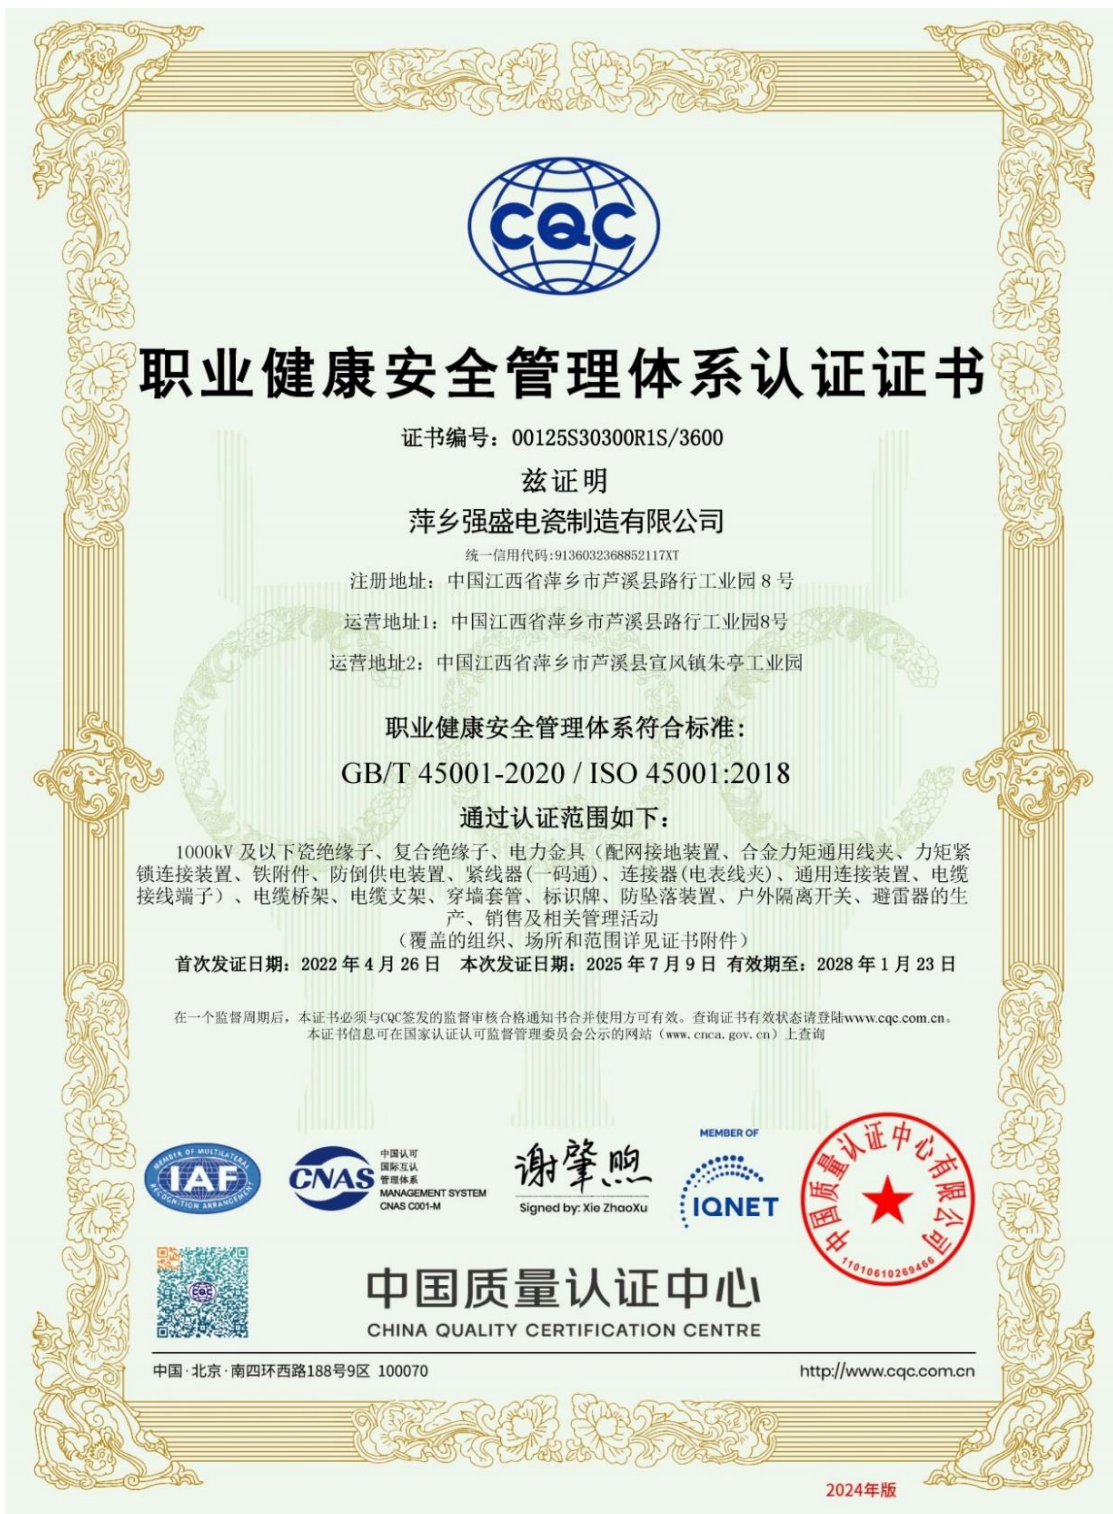 CQC
职业健康安全管理体系认证证书
证书编号：00125S30300R1S/3600
兹证明
萍乡强盛电瓷制造有限公司
统一信用代码:9136032368852117XT
注册地址：中国江西省萍乡市芦溪县路行工业园 8 号
运营地址1：中国江西省萍乡市芦溪县路行工业园8号
运营地址2：中国江西省萍乡市芦溪县宣风镇朱亭工业园
职业健康安全管理体系符合标准：
GB/T 45001-2020 / ISO 45001:2018
通过认证范围如下：
1000kV 及以下瓷绝缘子、复合绝缘子、电力金具（配网接地装置、合金力矩通用线夹、力矩紧
锁连接装置、铁附件、防倒供电装置、紧线器(一码通)、连接器(电表线夹)、通用连接装置、电缆
接线端子）、电缆桥架、电缆支架、穿墙套管、标识牌、防坠落装置、户外隔离开关、避雷器的生
产、销售及相关管理活动
（覆盖的组织、场所和范围详见证书附件）
首次发证日期：2022 年 4 月 26 日 本次发证日期：2025 年 7 月 9 日 有效期至：2028 年 1 月 23 日
在一个监督周期后，本证书必须与CQC签发的监督审核合格通知书合并使用方可有效。查询证书有效状态请登陆www.cqc.com.cn。
本证书信息可在国家认证认可监督管理委员会公示的网站（www.cnca.gov.cn）上查询
MEMBER OF MULTILATERAL
IAF
RECOGNITION ARRANGEMENT
CNAS
中国认可
国际互认
管理体系
MANAGEMENT SYSTEM
CNAS C001-M
谢肇煦
Signed by: Xie ZhaoXu
MEMBER OF
IQNET
中国质量认证中心有限公司
11010610269466
CQC
中国质量认证中心
CHINA QUALITY CERTIFICATION CENTRE
中国·北京·南四环西路188号9区 100070
http://www.cqc.com.cn
2024年版